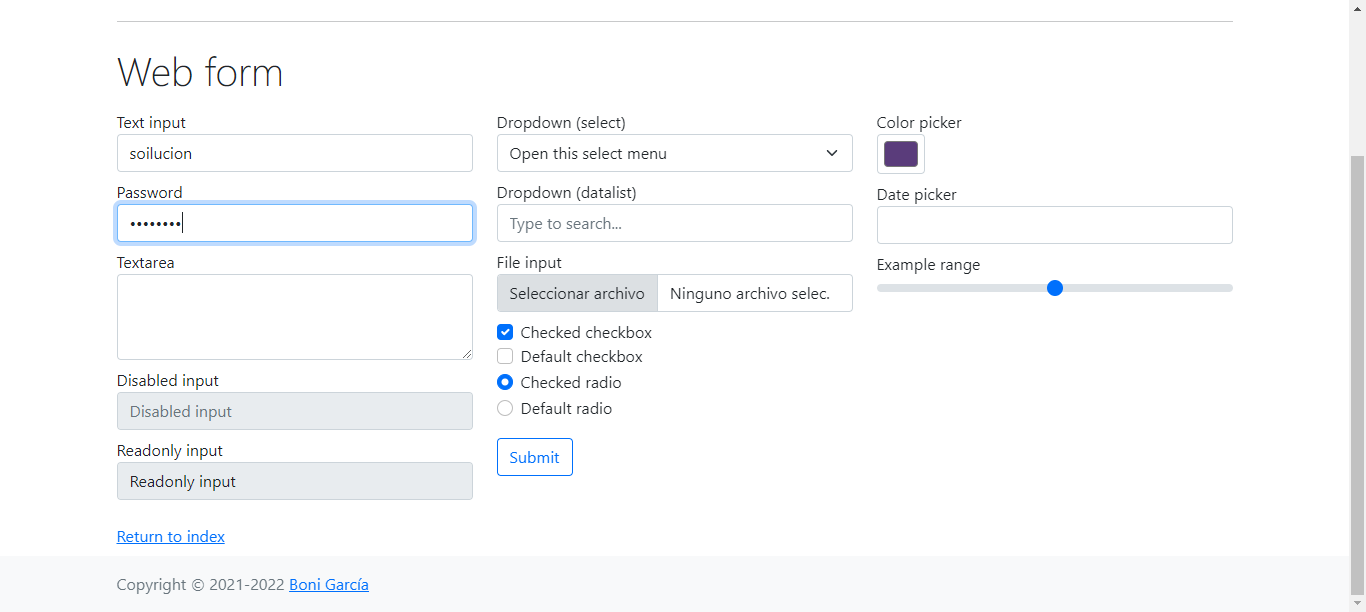 Web form
Text input
soilucion
Password
••••••••
Textarea
Disabled input
Disabled input
Readonly input
Readonly input
Dropdown (select)
Open this select menu
Dropdown (datalist)
Type to search...
File input
Seleccionar archivo Ninguno archivo selec.
Checked checkbox
Default checkbox
Checked radio
Default radio
Submit
Color picker
Date picker
Example range
Return to index
Copyright © 2021-2022 Boni García